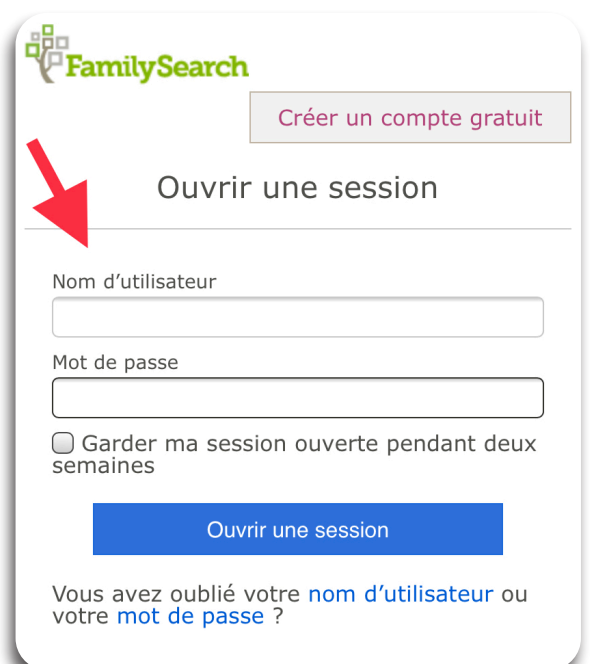 FamilySearch
Créer un compte gratuit
Ouvrir une session
Nom d’utilisateur
Mot de passe
Garder ma session ouverte pendant deux
semaines
Ouvrir une session
Vous avez oublié votre nom d’utilisateur ou
votre mot de passe ?